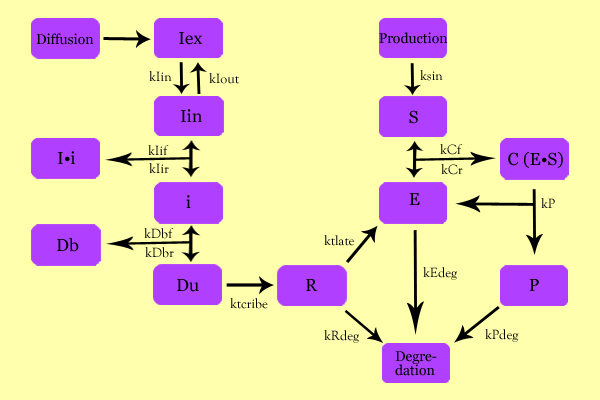 Diffusion
Iex
Production
kIin
kIout
ksin
Iin
S
kIif
kIir
I•i
kCf
kCr
C (E•S)
i
E
kP
kDbf
kDbr
Db
ktlate
kEdeg
Du
ktcribe
R
P
kRdeg
kPdeg
Degre-
dation